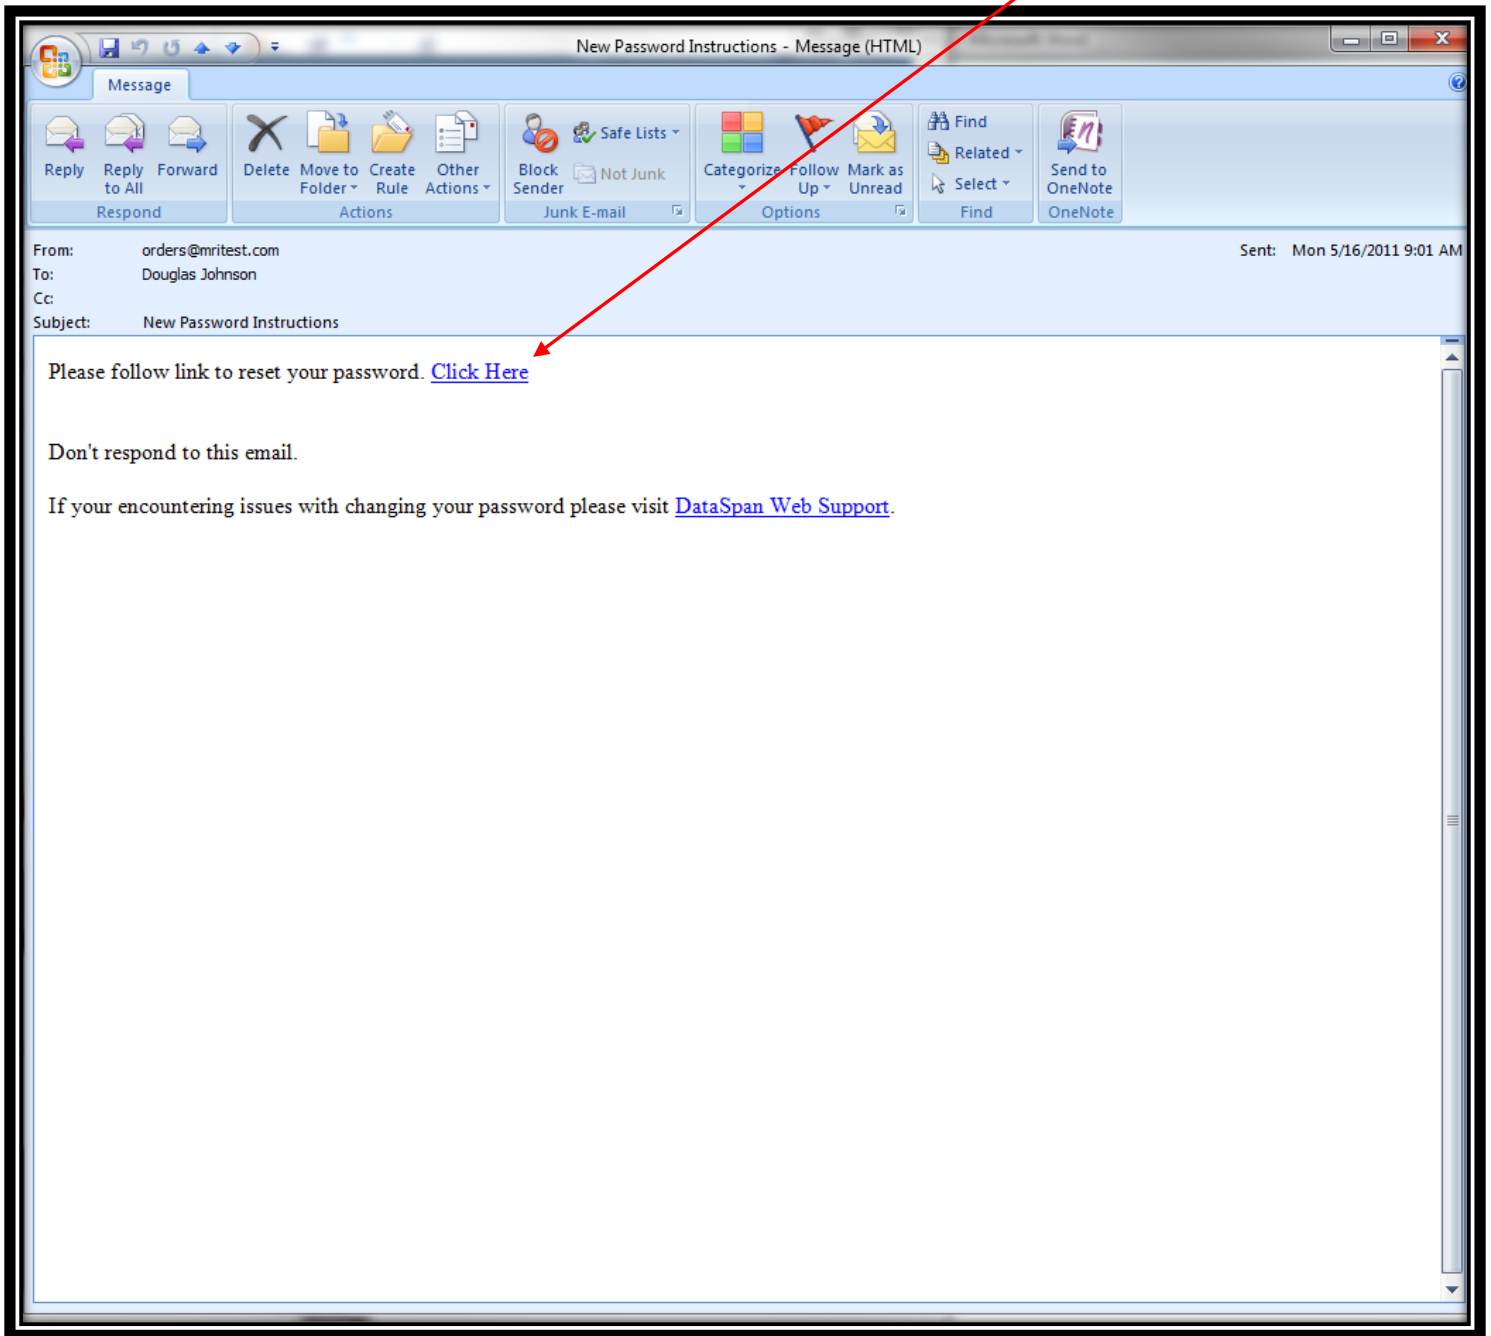 New Password Instructions - Message (HTML)
Message
Reply
Reply to All
Forward
Respond
Delete
Move to Folder
Create Rule
Other Actions
Actions
Block Sender
Safe Lists
Not Junk
Junk E-mail
Categorize
Follow Up
Mark as Unread
Options
Find
Related
Select
Find
Send to OneNote
OneNote
From: orders@mritest.com
Sent: Mon 5/16/2011 9:01 AM
To: Douglas Johnson
Cc:
Subject: New Password Instructions
Please follow link to reset your password. Click Here
Don't respond to this email.
If your encountering issues with changing your password please visit DataSpan Web Support.